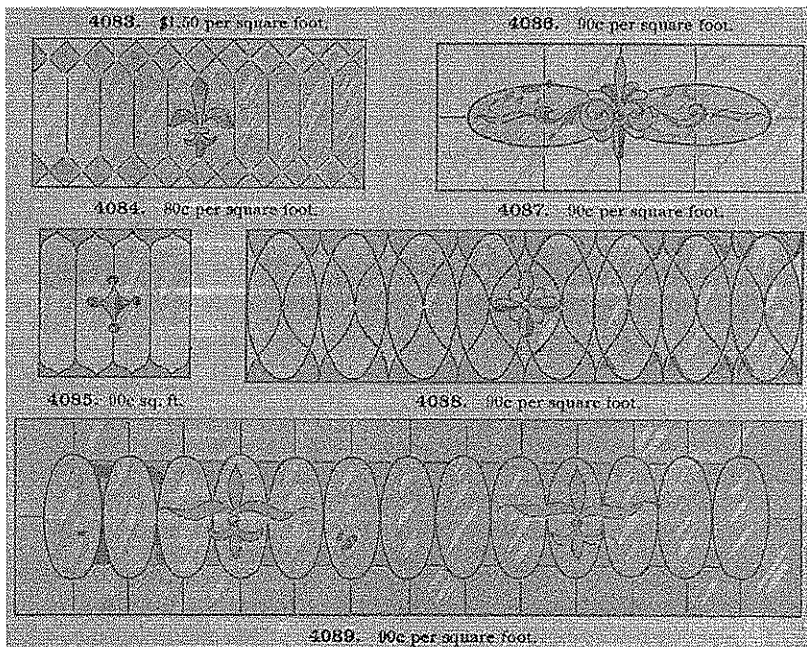 4083. $1.50 per square foot.
4086. 90c per square foot.
4084. 80c per square foot.
4087. 90c per square foot.
4085. 90c sq. ft.
4088. 90c per square foot.
4089. 90c per square foot.